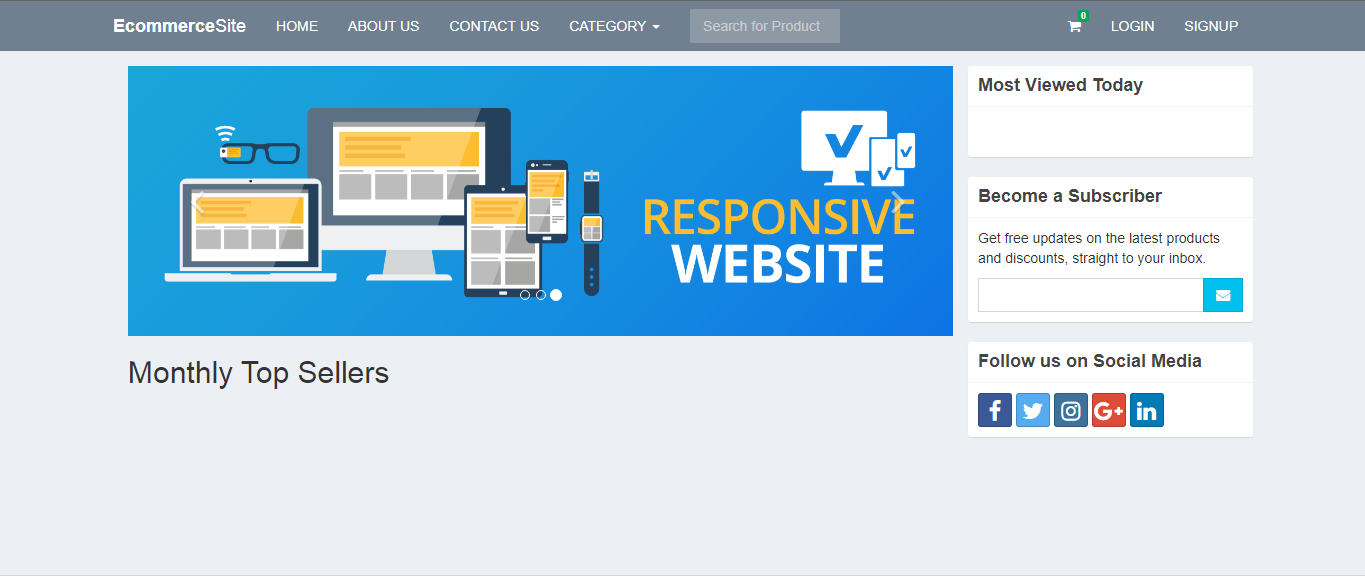 EcommerceSite HOME ABOUT US CONTACT US CATEGORY Search for Product 0 LOGIN SIGNUP
RESPONSIVE
WEBSITE
Monthly Top Sellers
Most Viewed Today
Become a Subscriber
Get free updates on the latest products
and discounts, straight to your inbox.
Follow us on Social Media
f G+ in